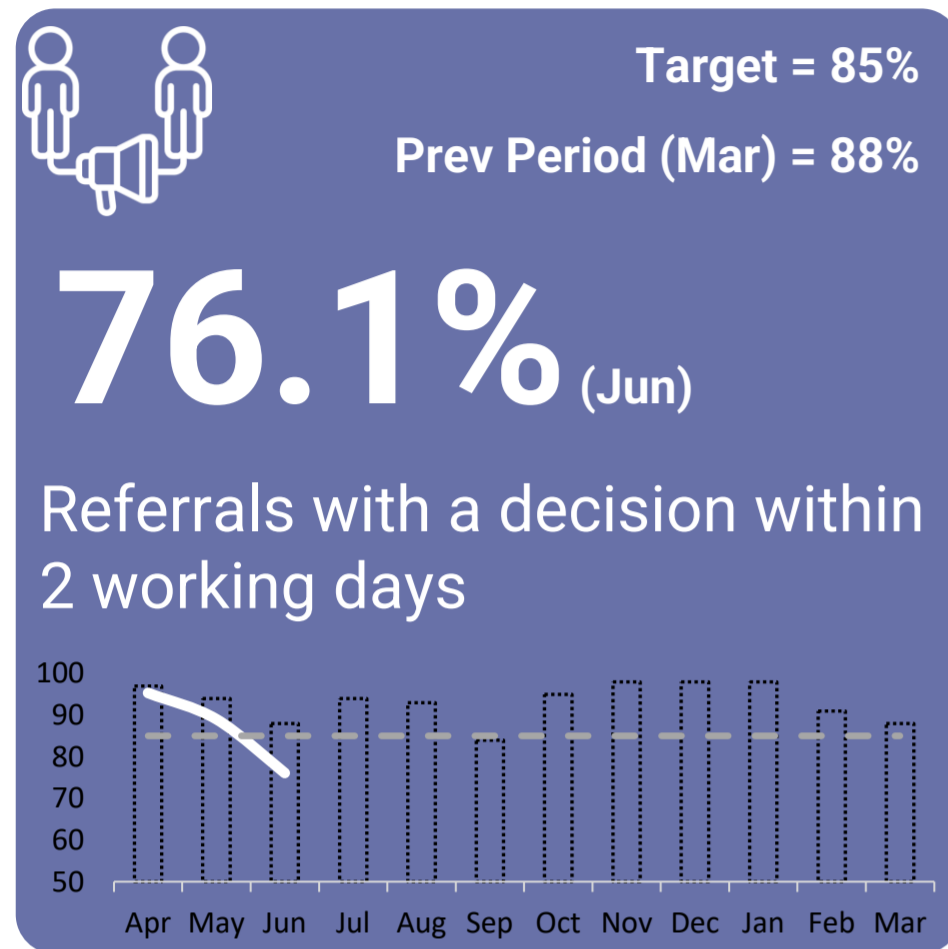 Target = 85%
Prev Period (Mar) = 88%
76.1% (Jun)
Referrals with a decision within
2 working days
100
90
80
70
60
50
Apr May Jun Jul Aug Sep Oct Nov Dec Jan Feb Mar